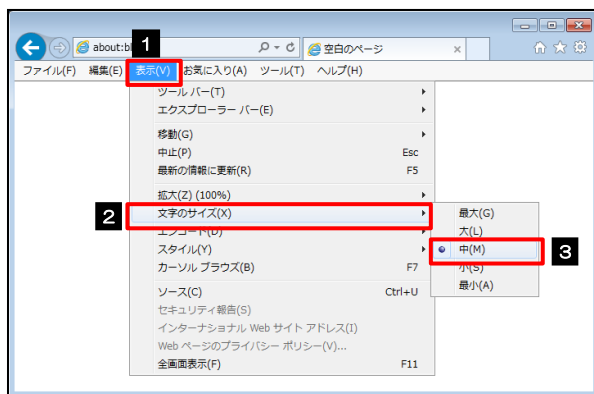 about:bl
空白のページ
1
ファイル(F) 編集(E) 表示(V) お気に入り(A) ツール(T) ヘルプ(H)
ツール バー(T)
エクスプローラー バー(E)
移動(G)
中止(P) Esc
最新の情報に更新(R) F5
拡大(Z) (100%)
2
文字のサイズ(X)
エンコード(D)
スタイル(Y)
カーソル ブラウズ(B) F7
ソース(C) Ctrl+U
セキュリティ報告(S)
インターナショナル Web サイト アドレス(I)
Web ページのプライバシー ポリシー(V)...
全画面表示(F) F11
最大(G)
大(L)
中(M)
3
小(S)
最小(A)